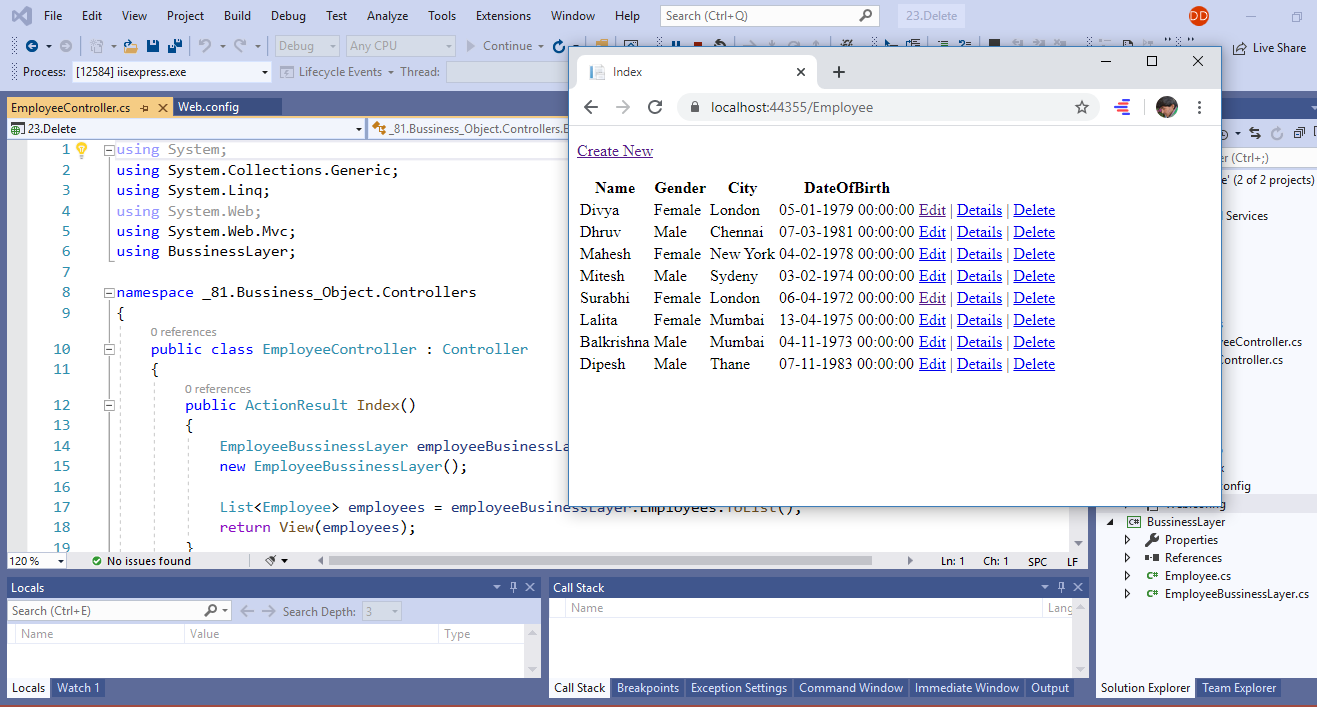 File Edit View Project Build Debug Test Analyze Tools Extensions Window Help Search (Ctrl+Q) 23.Delete DD
Debug Any CPU Continue Live Share
Process: [12584] iisexpress.exe Lifecycle Events Thread:
EmployeeController.cs Web.config
23.Delete _81.Bussiness_Object.Controllers.E
1 using System;
2 using System.Collections.Generic;
3 using System.Linq;
4 using System.Web;
5 using System.Web.Mvc;
6 using BussinessLayer;
7
8 namespace _81.Bussiness_Object.Controllers
9 {
0 references
10 public class EmployeeController : Controller
11 {
0 references
12 public ActionResult Index()
13 {
14 EmployeeBussinessLayer employeeBusinessLa
15 new EmployeeBussinessLayer();
16
17 List<Employee> employees = employeeBusinessLayer.Employees.ToList();
18 return View(employees);
19 }
120 % No issues found Ln: 1 Ch: 1 SPC LF
Index
localhost:44355/Employee
Create New
Name Gender City DateOfBirth
Divya Female London 05-01-1979 00:00:00 Edit | Details | Delete
Dhruv Male Chennai 07-03-1981 00:00:00 Edit | Details | Delete
Mahesh Female New York 04-02-1978 00:00:00 Edit | Details | Delete
Mitesh Male Sydeny 03-02-1974 00:00:00 Edit | Details | Delete
Surabhi Female London 06-04-1972 00:00:00 Edit | Details | Delete
Lalita Female Mumbai 13-04-1975 00:00:00 Edit | Details | Delete
Balkrishna Male Mumbai 04-11-1973 00:00:00 Edit | Details | Delete
Dipesh Male Thane 07-11-1983 00:00:00 Edit | Details | Delete
er (Ctrl+;)
e' (2 of 2 projects)
Services
eeController.cs
Controller.cs
onfig
BussinessLayer
Properties
References
Employee.cs
EmployeeBussinessLayer.cs
Solution Explorer Team Explorer
Locals
Search (Ctrl+E) Search Depth: 3
Name Value Type
Locals Watch 1
Call Stack
Name Lang
Call Stack Breakpoints Exception Settings Command Window Immediate Window Output